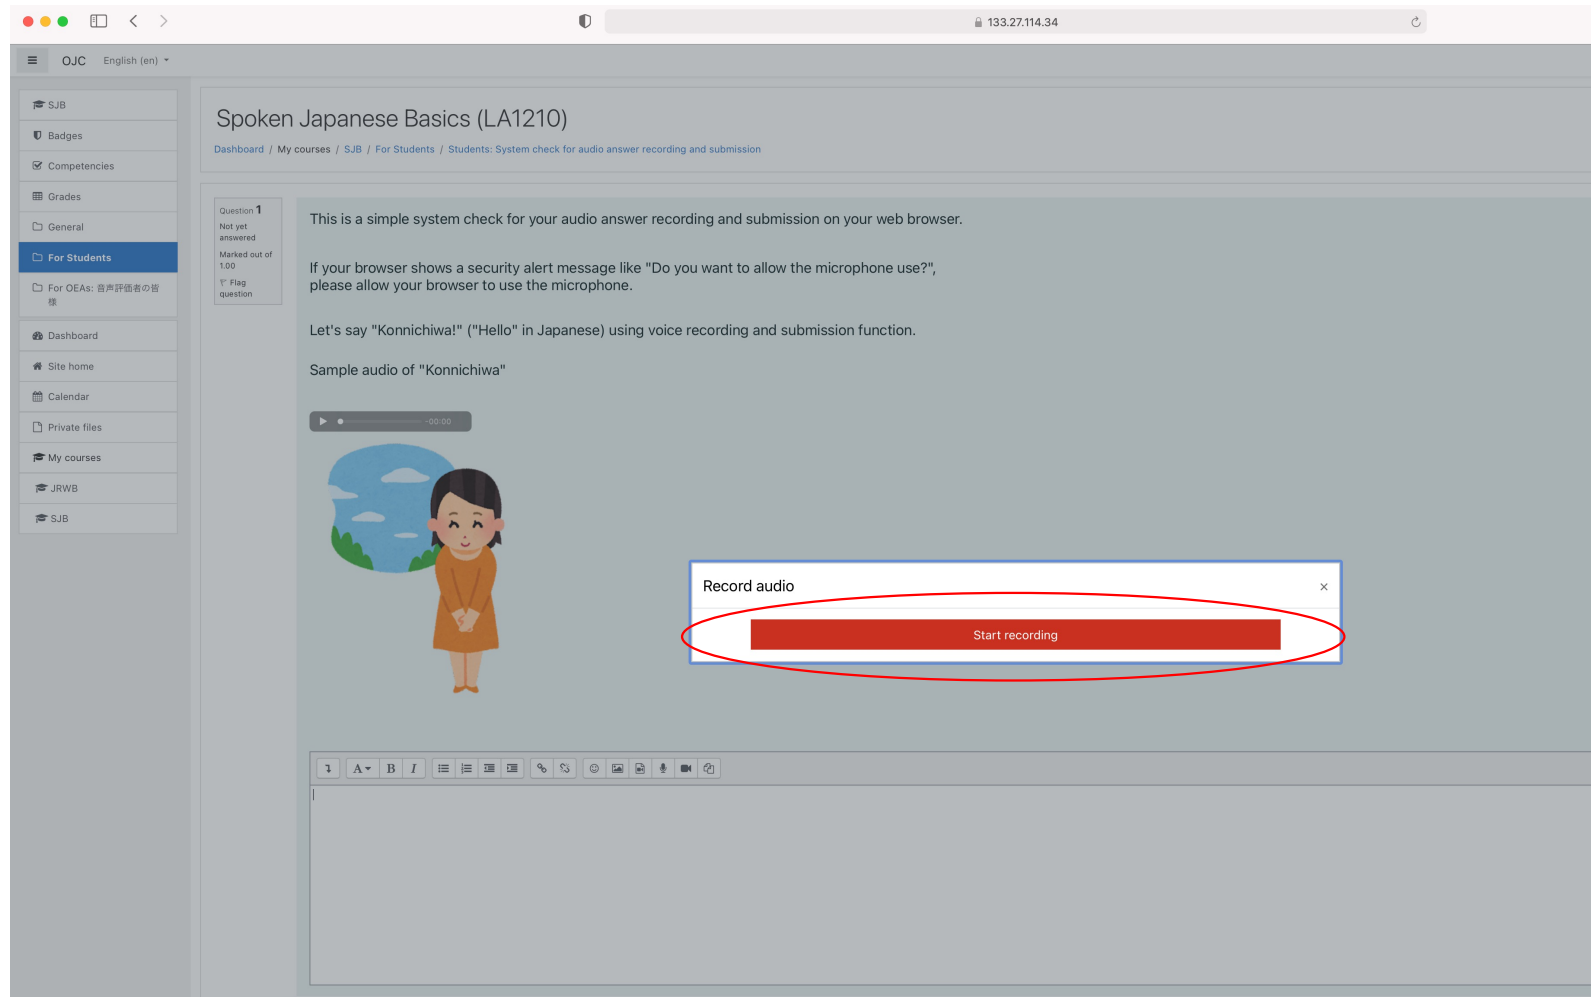 133.27.114.34
OJC English (en)
SJB
Badges
Competencies
Grades
General
For Students
For OEAs: 音声評価者の皆
様
Dashboard
Site home
Calendar
Private files
My courses
JRWB
SJB
Spoken Japanese Basics (LA1210)
Dashboard / My courses / SJB / For Students / Students: System check for audio answer recording and submission
Question 1
Not yet
answered
Marked out of
1.00
Flag
question
This is a simple system check for your audio answer recording and submission on your web browser.
If your browser shows a security alert message like "Do you want to allow the microphone use?",
please allow your browser to use the microphone.
Let's say "Konnichiwa!" ("Hello" in Japanese) using voice recording and submission function.
Sample audio of "Konnichiwa"
-00:00
Record audio ×
Start recording
A B I